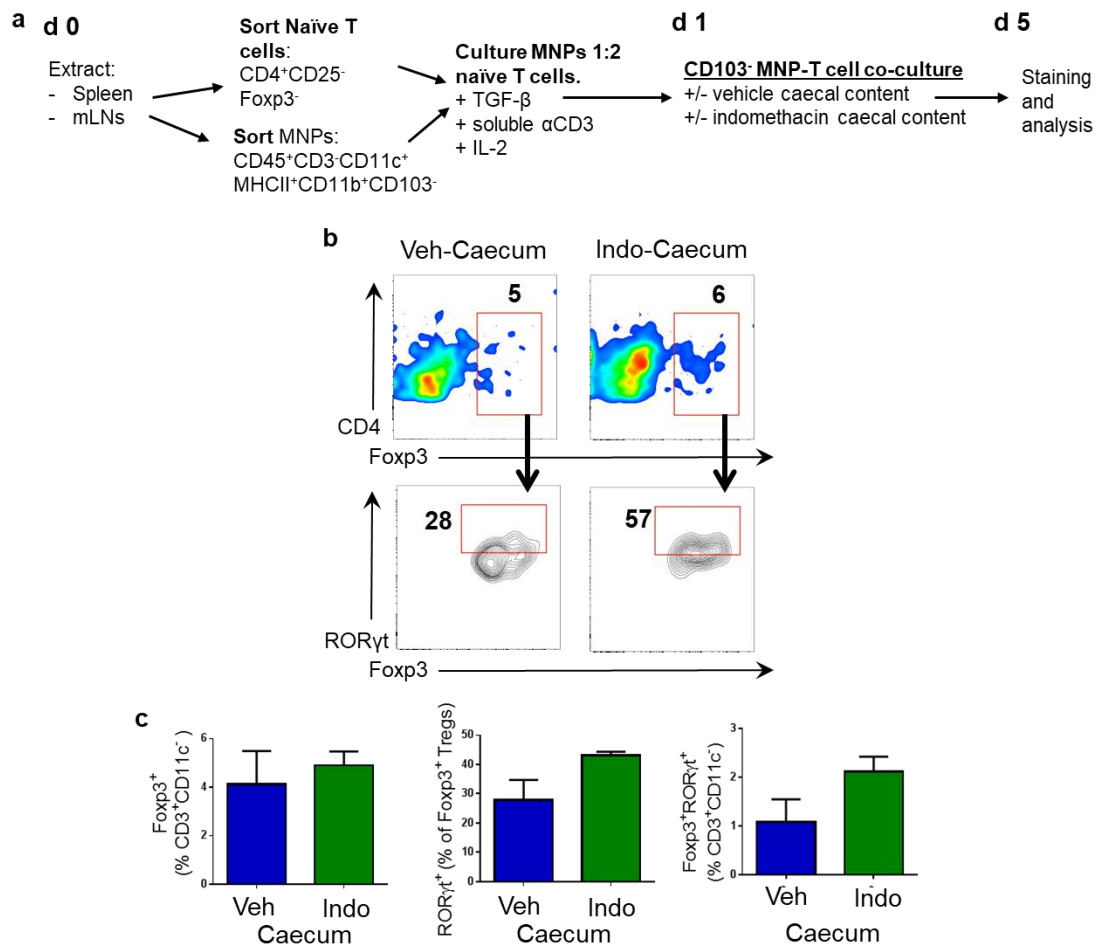 a
d 0
Extract:
- Spleen
- mLNs
Sort Naïve T
cells:
CD4⁺CD25⁻
Foxp3⁻
Sort MNPs:
CD45⁺CD3⁻CD11c⁺
MHCII⁺CD11b⁺CD103⁻
Culture MNPs 1:2
naïve T cells.
+ TGF-β
+ soluble αCD3
+ IL-2
d 1
CD103⁻ MNP-T cell co-culture
+/- vehicle caecal content
+/- indomethacin caecal content
d 5
Staining
and
analysis
b
Veh-Caecum
Indo-Caecum
5
6
CD4
Foxp3
28
57
RORγt
Foxp3
c
Foxp3⁺
(% CD3⁺CD11c⁻)
6
4
2
0
Veh
Indo
Caecum
RORγt⁺ (% of Foxp3⁺ Tregs)
50
40
30
20
10
0
Veh
Indo
Caecum
Foxp3⁺RORγt⁺
(% CD3⁺CD11c⁻)
3
2
1
0
Veh
Indo
Caecum